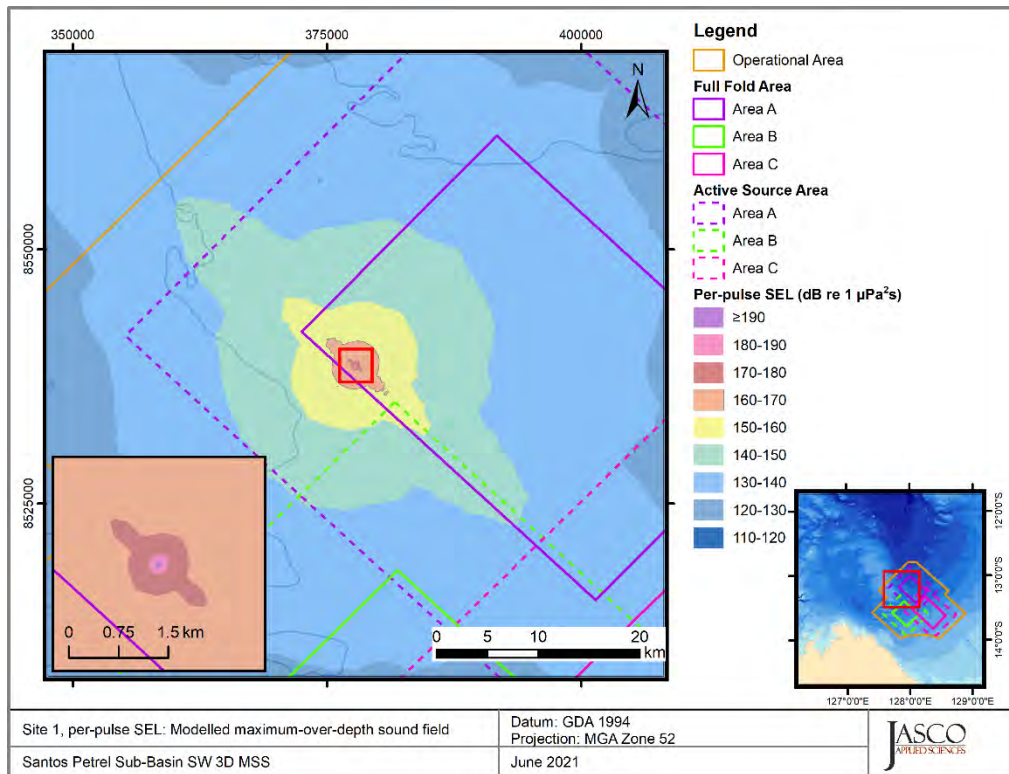 350000
375000
400000
8550000
8525000
N
0 0.75 1.5 km
0 5 10 20
km
Legend
Operational Area
Full Fold Area
Area A
Area B
Area C
Active Source Area
Area A
Area B
Area C
Per-pulse SEL (dB re 1 µPa²s)
≥190
180-190
170-180
160-170
150-160
140-150
130-140
120-130
110-120
12°0'0"S
13°0'0"S
14°0'0"S
127°0'0"E
128°0'0"E
129°0'0"E
Site 1, per-pulse SEL: Modelled maximum-over-depth sound field
Datum: GDA 1994
Projection: MGA Zone 52
Santos Petrel Sub-Basin SW 3D MSS
June 2021
JASCO
APPLIED SCIENCES